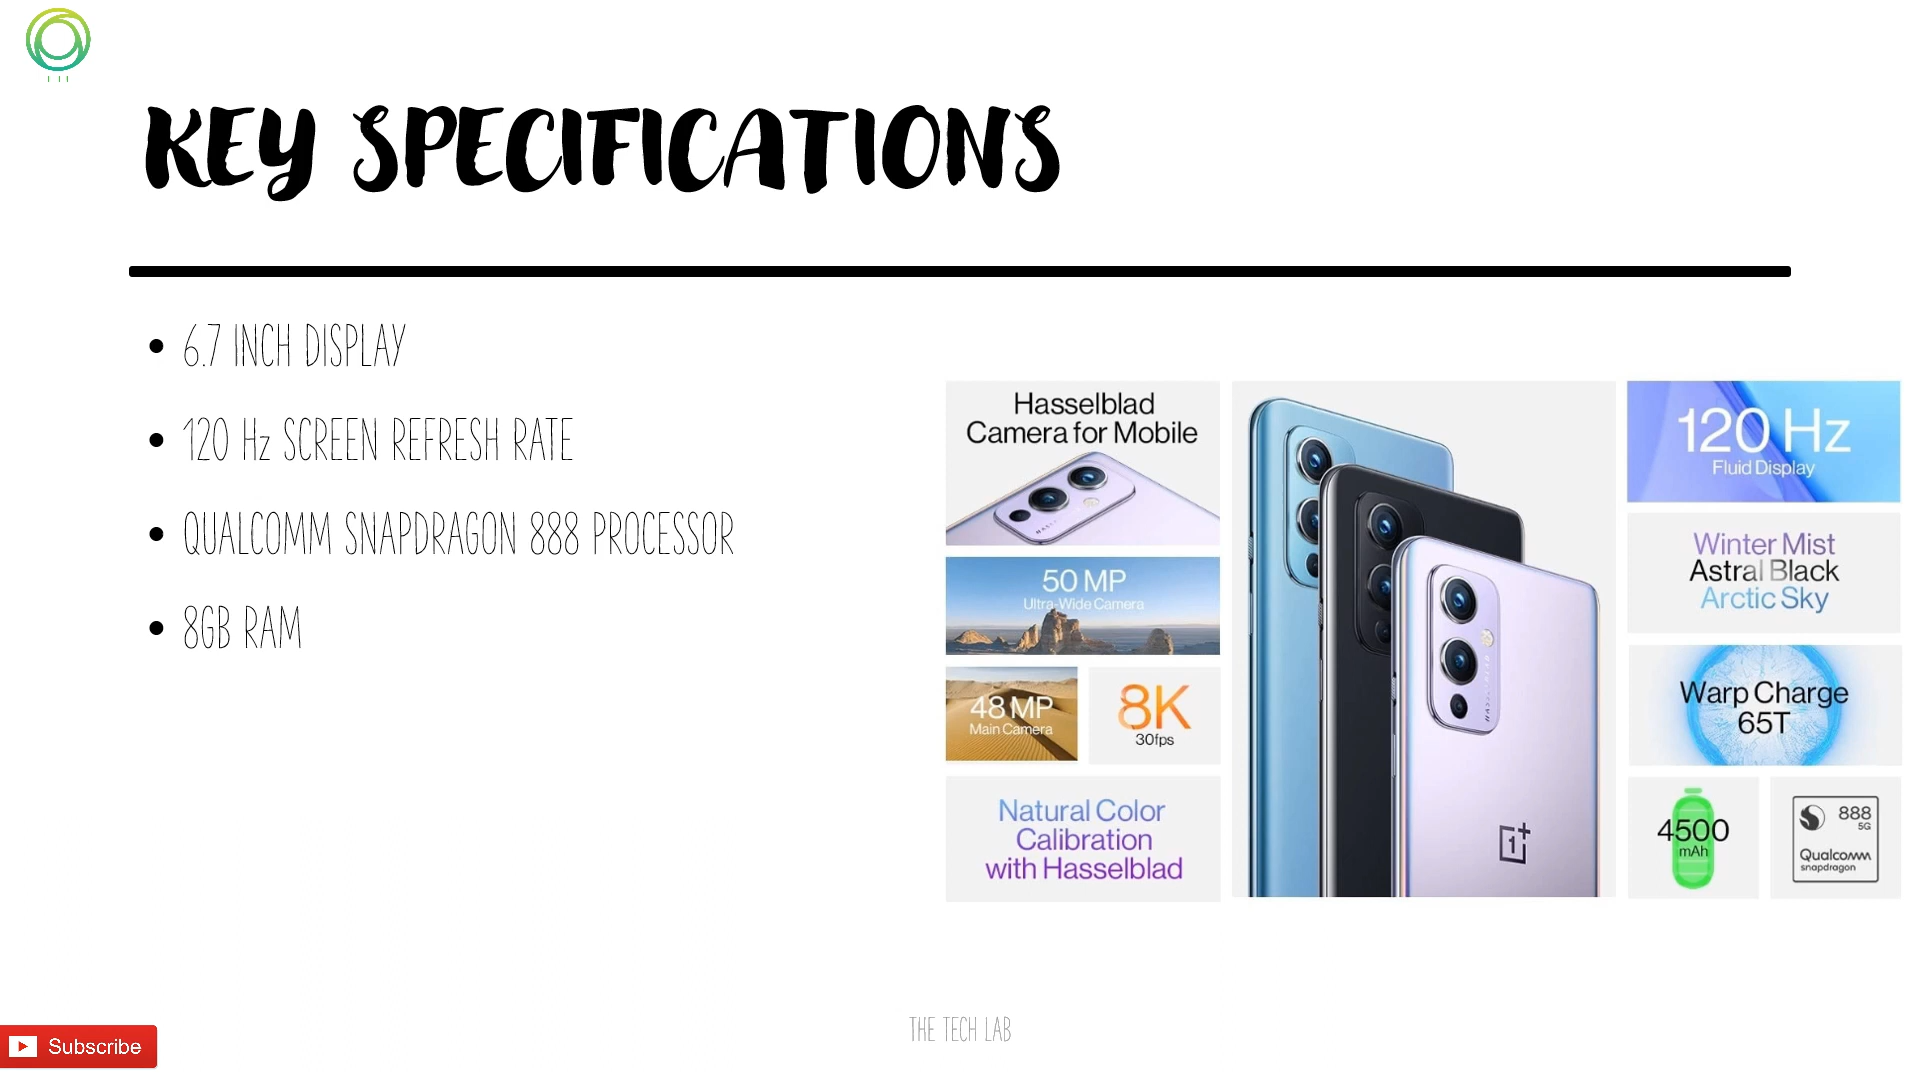 KEY SPECIFICATIONS
6.7 INCH DISPLAY
120 Hz SCREEN REFRESH RATE
QUALCOMM SNAPDRAGON 888 PROCESSOR
8GB RAM
Hasselblad
Camera for Mobile
50 MP
Ultra-Wide Camera
48 MP
Main Camera
8K
30fps
Natural Color
Calibration
with Hasselblad
120 Hz
Fluid Display
Winter Mist
Astral Black
Arctic Sky
Warp Charge
65T
4500
mAh
888
5G
Qualcomm
snapdragon
THE TECH LAB
Subscribe